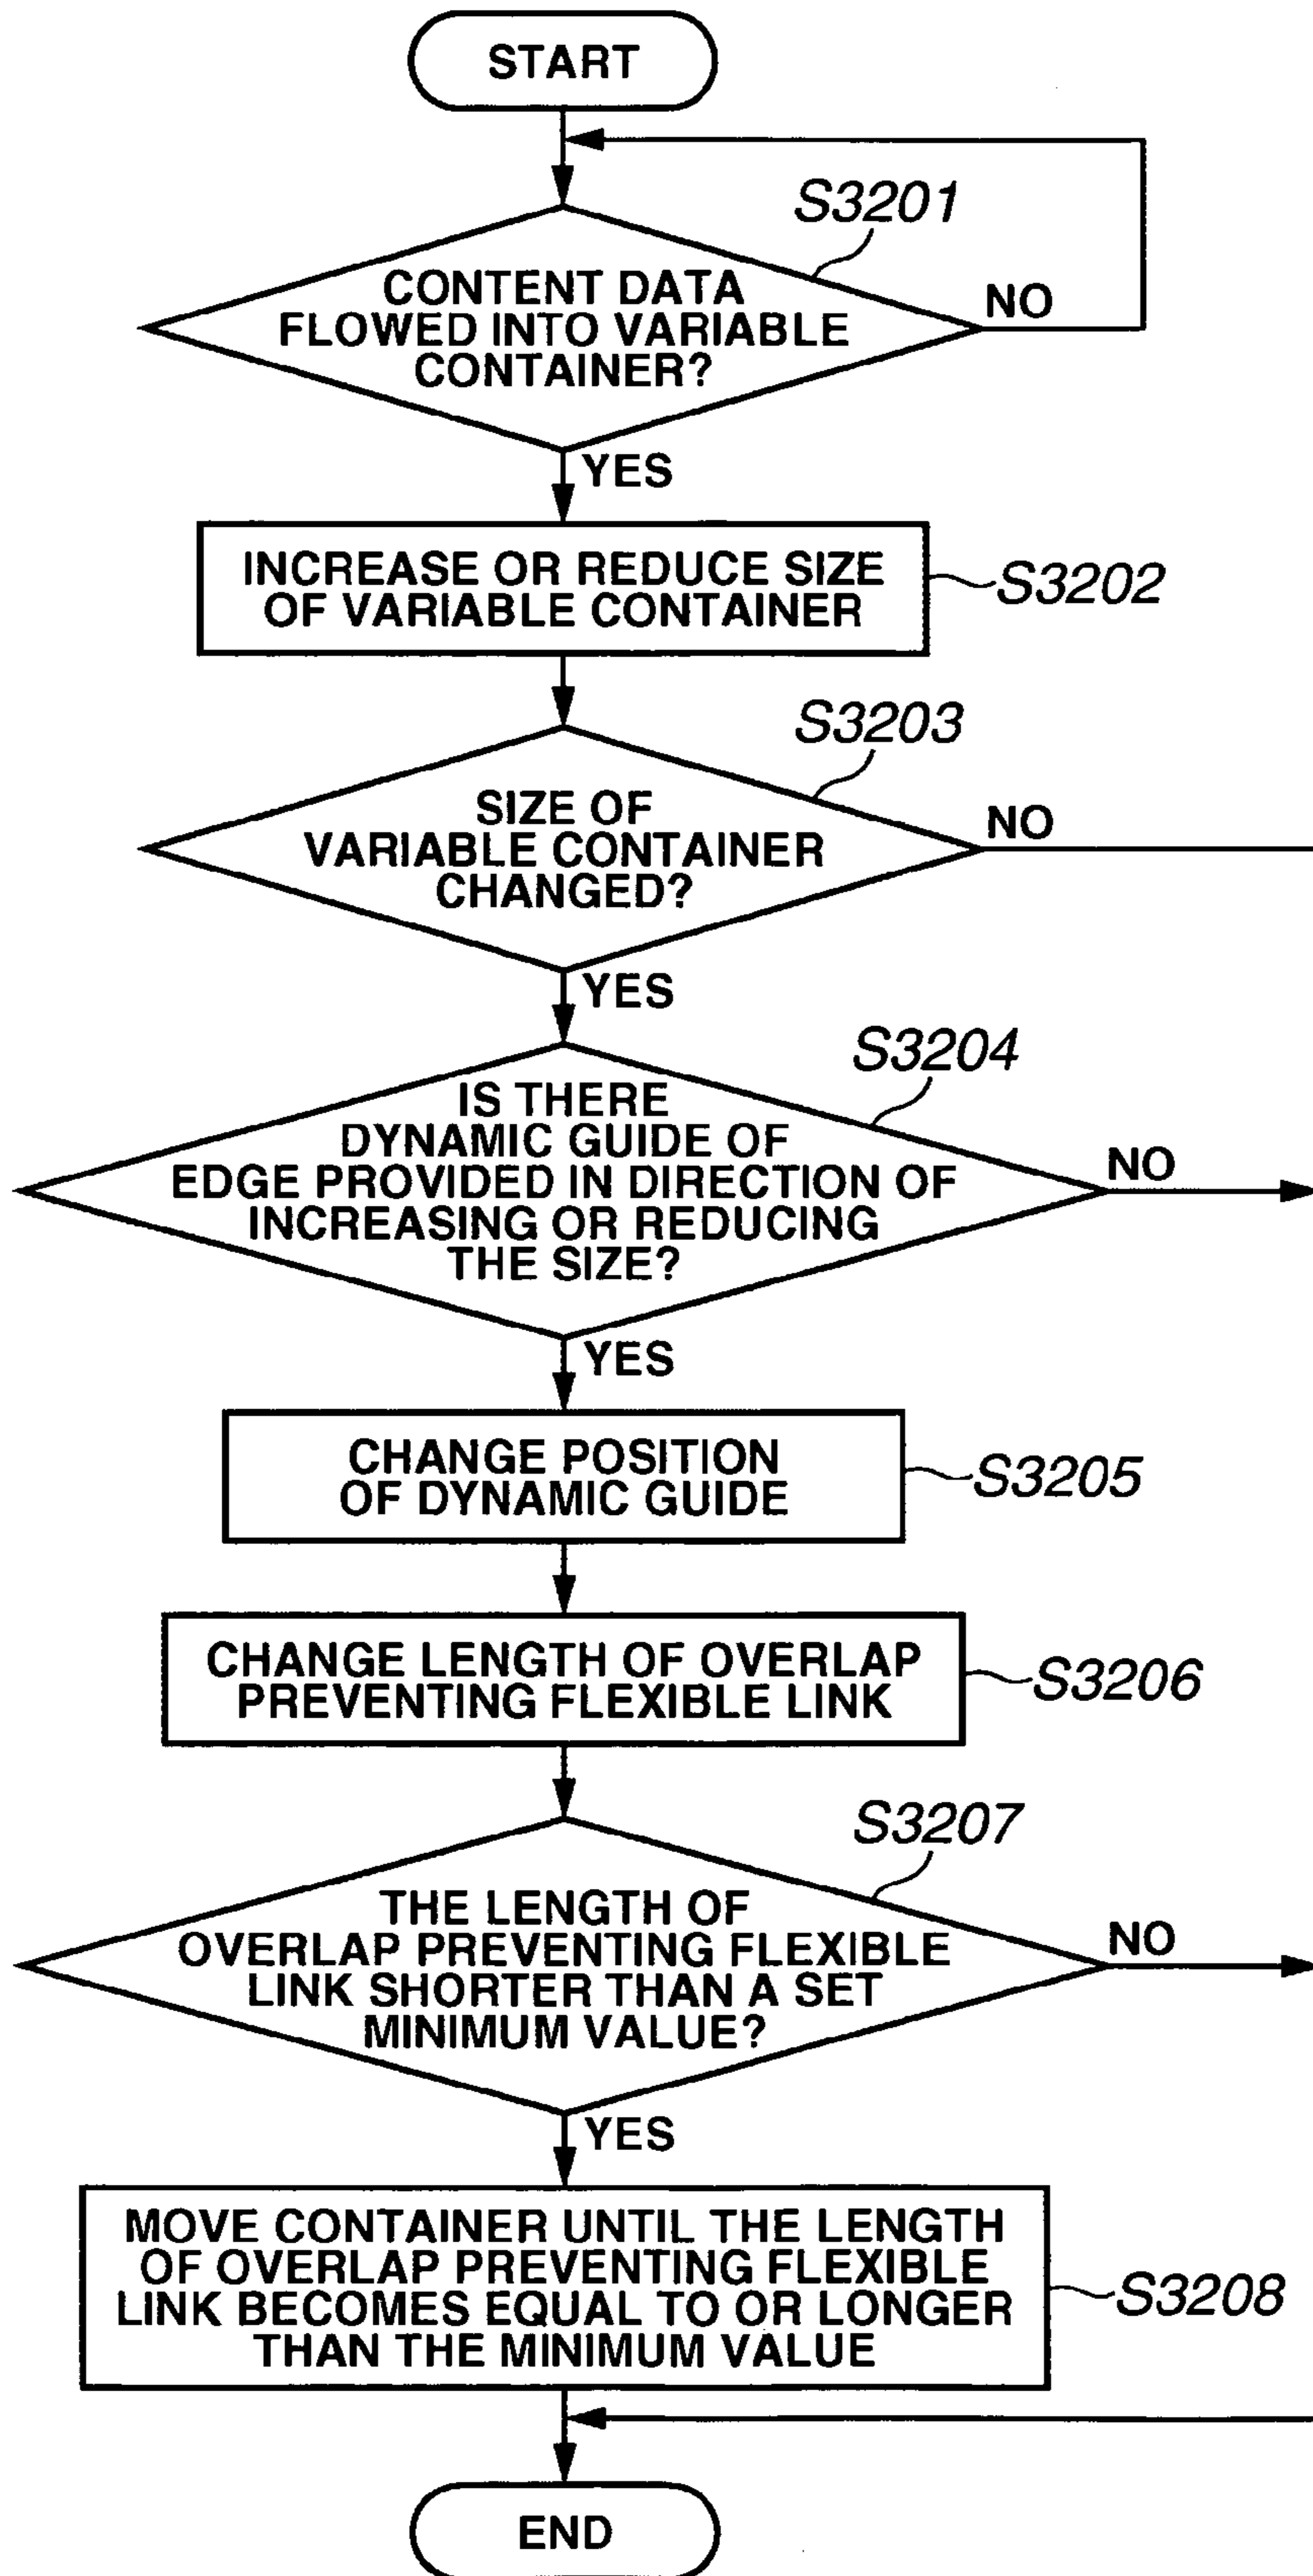 START
S3201
CONTENT DATA
FLOWED INTO VARIABLE
CONTAINER?
NO
YES
INCREASE OR REDUCE SIZE
OF VARIABLE CONTAINER
S3202
S3203
SIZE OF
VARIABLE CONTAINER
CHANGED?
NO
YES
S3204
IS THERE
DYNAMIC GUIDE OF
EDGE PROVIDED IN DIRECTION OF
INCREASING OR REDUCING
THE SIZE?
NO
YES
CHANGE POSITION
OF DYNAMIC GUIDE
S3205
CHANGE LENGTH OF OVERLAP
PREVENTING FLEXIBLE LINK
S3206
S3207
THE LENGTH OF
OVERLAP PREVENTING FLEXIBLE
LINK SHORTER THAN A SET
MINIMUM VALUE?
NO
YES
MOVE CONTAINER UNTIL THE LENGTH
OF OVERLAP PREVENTING FLEXIBLE
LINK BECOMES EQUAL TO OR LONGER
THAN THE MINIMUM VALUE
S3208
END